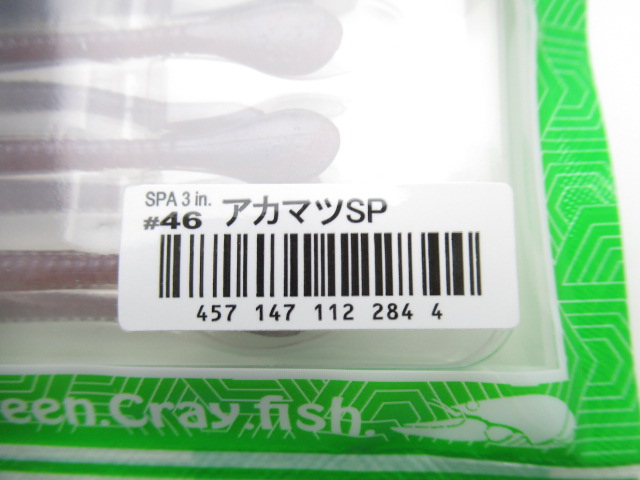 SPA 3 in.
#46 アカマツSP
457 147 112 284 4
een.Cray.fish.